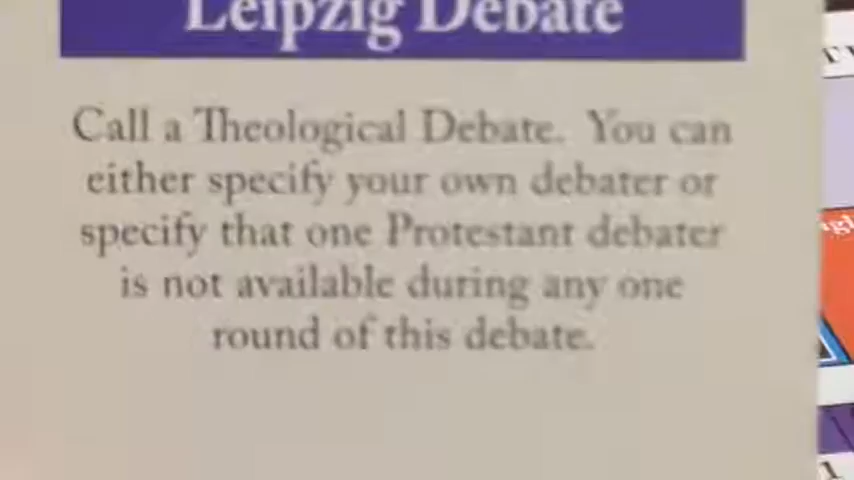 Leipzig Debate
Call a Theological Debate. You can
either specify your own debater or
specify that one Protestant debater
is not available during any one
round of this debate.